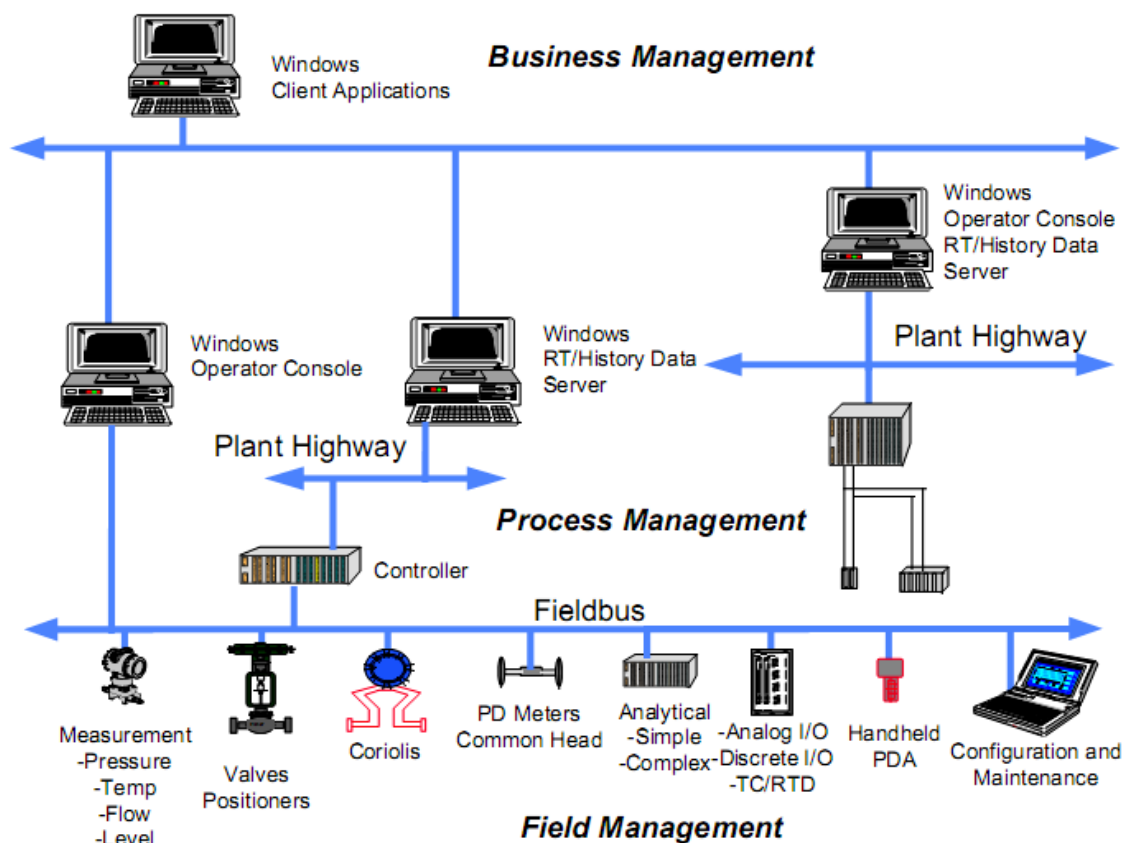 Business Management
Windows
Client Applications
Windows
Operator Console
RT/History Data
Server
Windows
Operator Console
Windows
RT/History Data
Server
Plant Highway
Plant Highway
Process Management
Controller
Fieldbus
Measurement
-Pressure
-Temp
-Flow
-Level
Valves
Positioners
Coriolis
PD Meters
Common Head
Analytical
-Simple
-Complex
-Analog I/O
-Discrete I/O
-TC/RTD
Handheld
PDA
Configuration and
Maintenance
Field Management